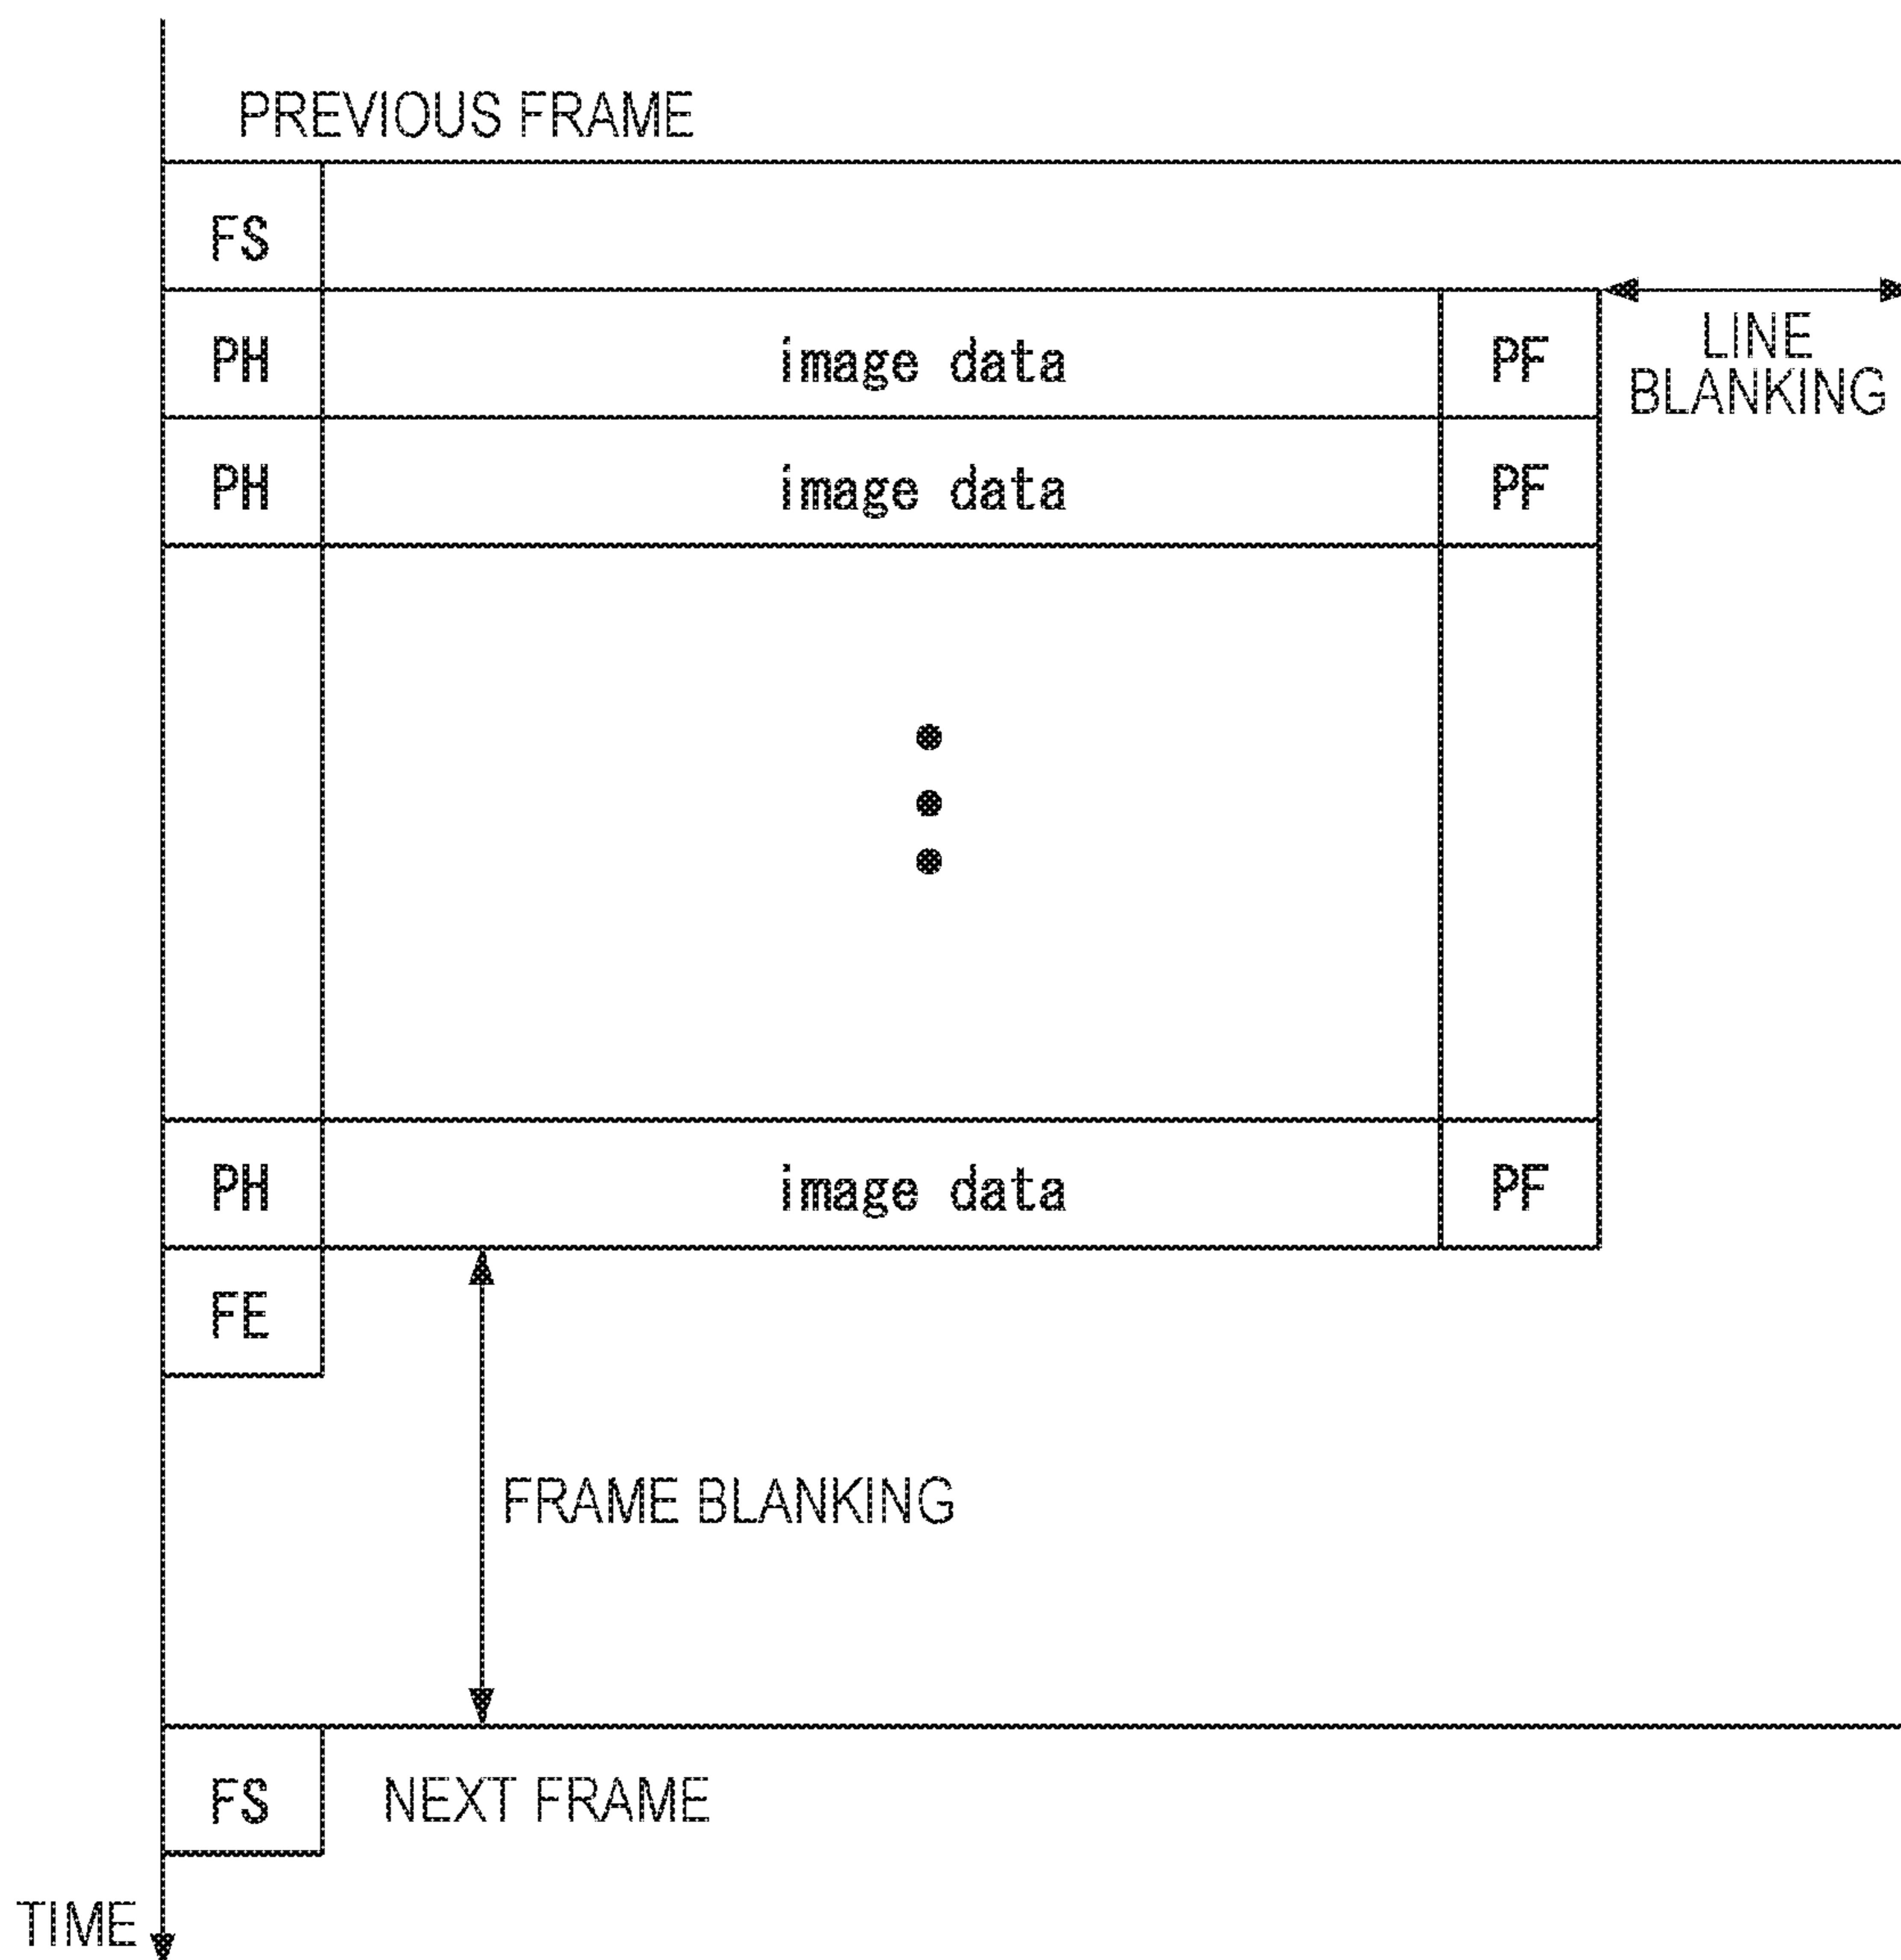 PREVIOUS FRAME
FS
PH image data PF
LINE
BLANKING
PH image data PF
PH image data PF
FE
FRAME BLANKING
FS NEXT FRAME
TIME